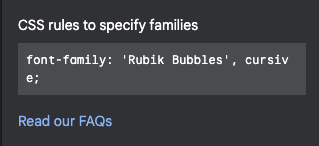 CSS rules to specify families
font-family: 'Rubik Bubbles', cursiv
e;
Read our FAQs